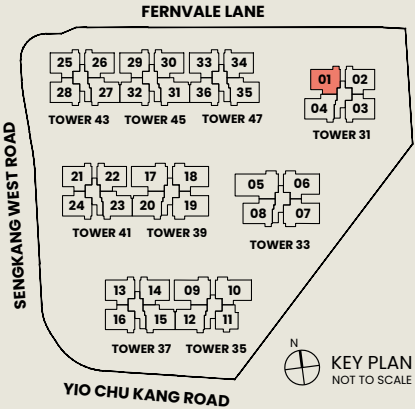 FERNVALE LANE
25 26 29 30 33 34
28 27 32 31 36 35
TOWER 43 TOWER 45 TOWER 47
01 02
04 03
TOWER 31
SENGKANG WEST ROAD
21 22 17 18
24 23 20 19
TOWER 41 TOWER 39
05 06
08 07
TOWER 33
13 14 09 10
16 15 12 11
TOWER 37 TOWER 35
N
KEY PLAN
NOT TO SCALE
YIO CHU KANG ROAD